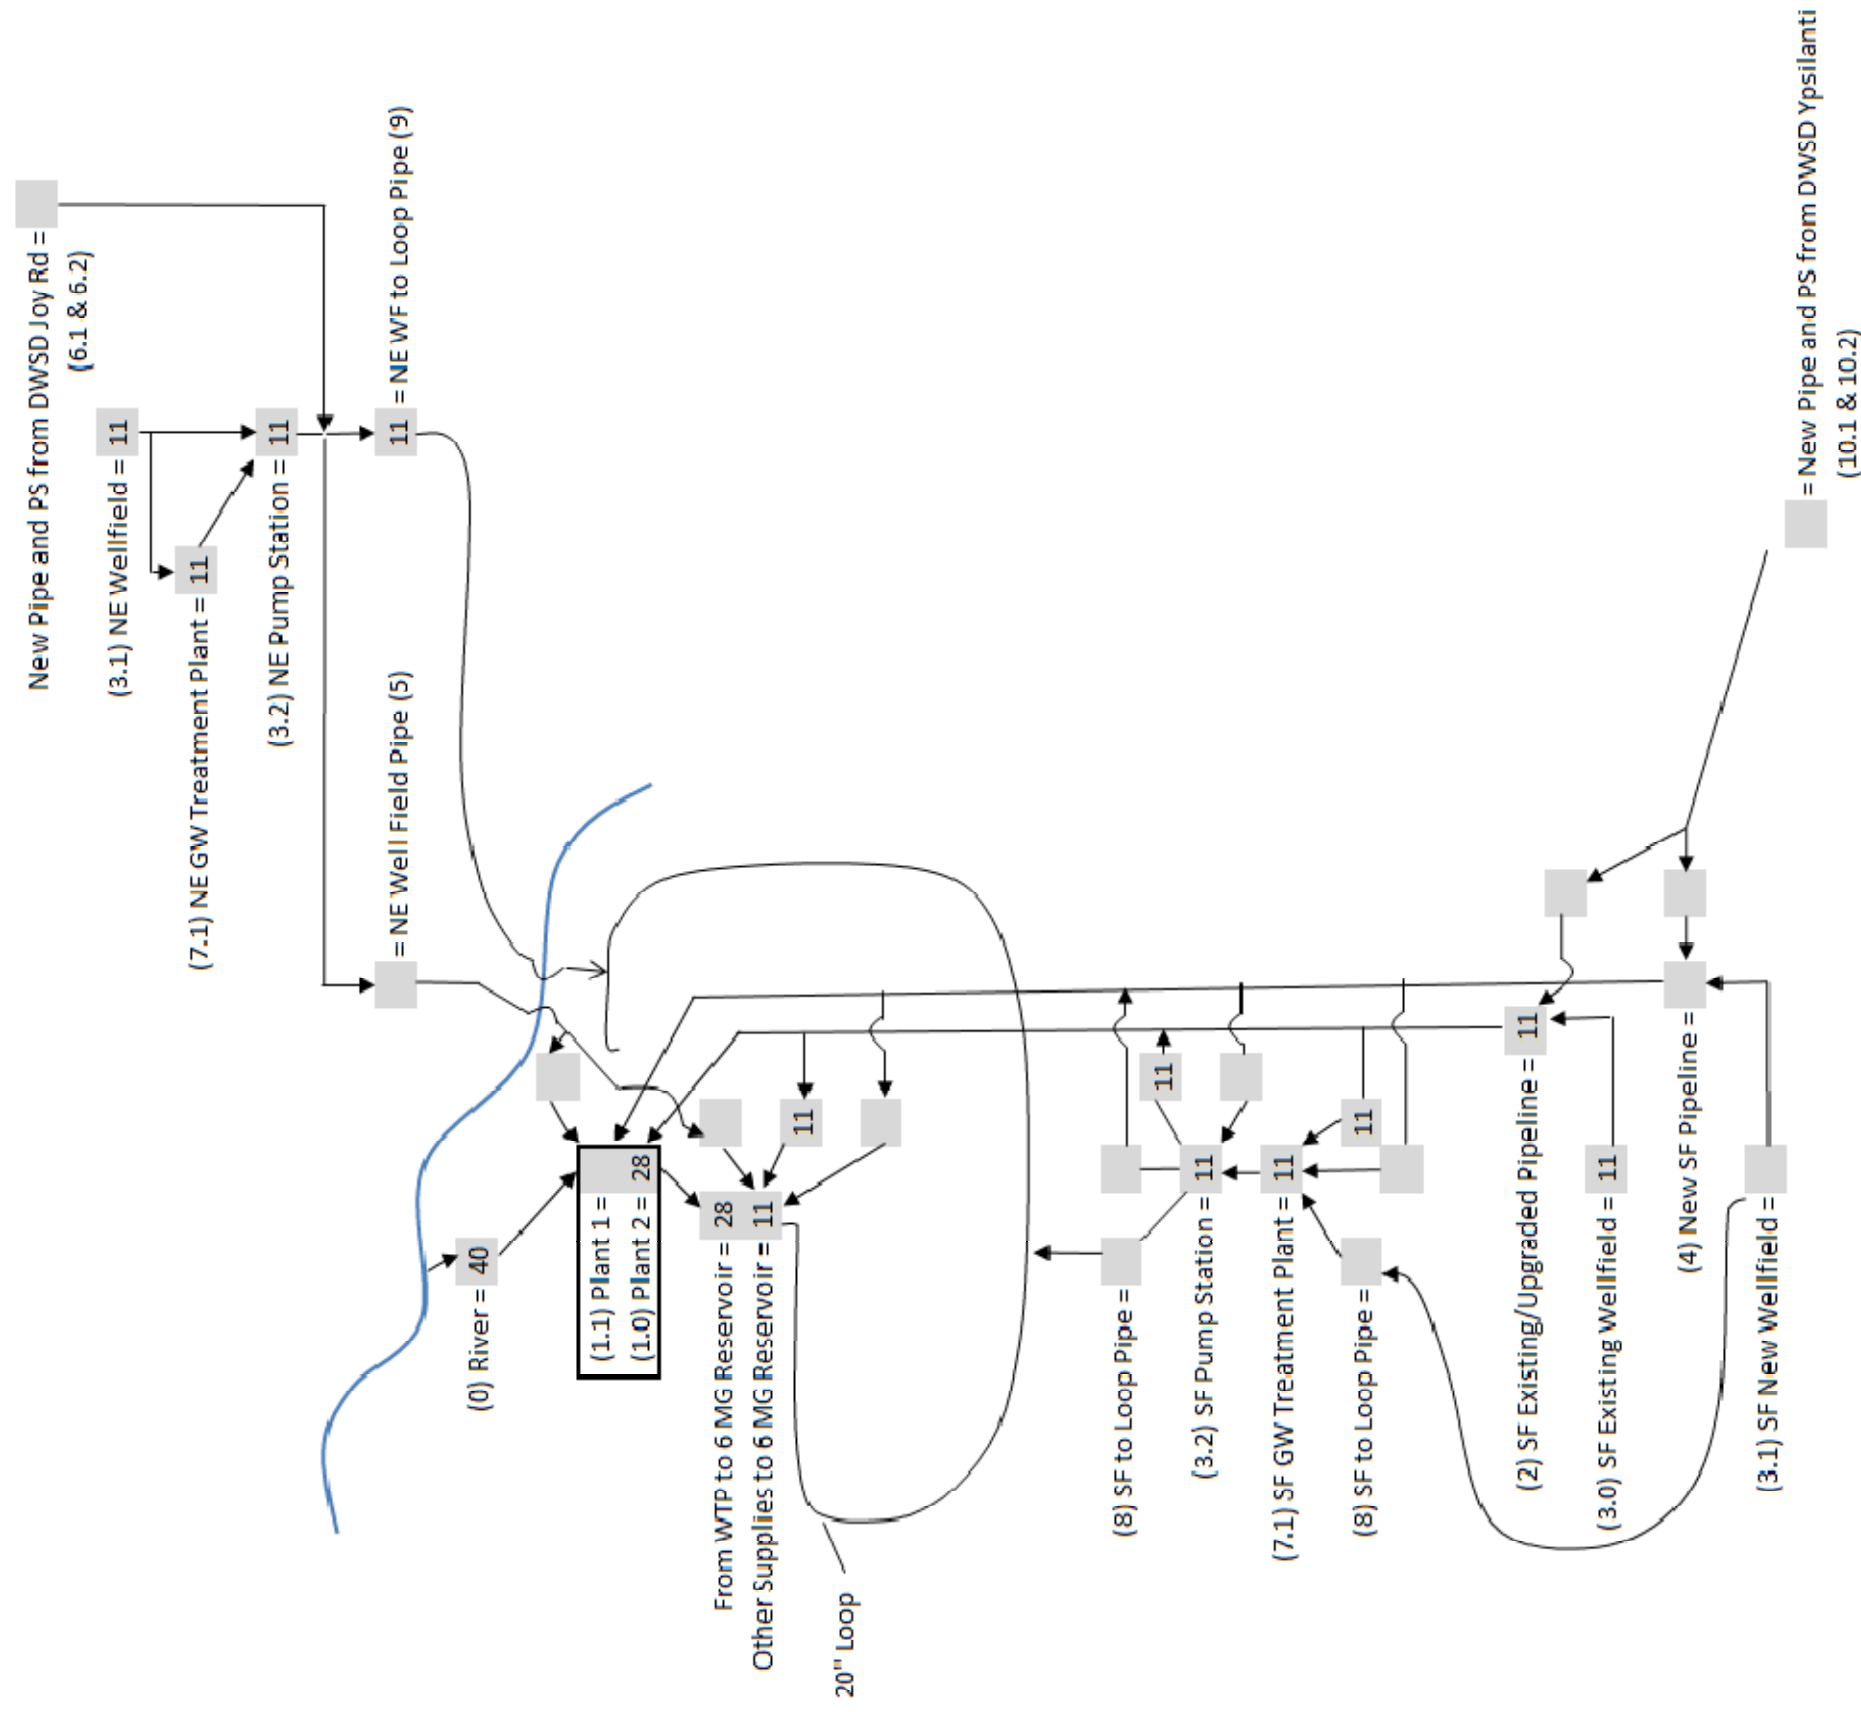 New Pipe and PS from DWSD Joy Rd =
(6.1 & 6.2)
(3.1) NE Wellfield = 11
(7.1) NE GW Treatment Plant = 11
(3.2) NE Pump Station = 11
11 = NE WF to Loop Pipe (9)
= NE Well Field Pipe (5)
(0) River = 40
(1.1) Plant 1 =
(1.0) Plant 2 = 28
From WTP to 6 MG Reservoir = 28
Other Supplies to 6 MG Reservoir = 11
11
20" Loop
(8) SF to Loop Pipe =
11
(3.2) SF Pump Station = 11
(7.1) SF GW Treatment Plant = 11
11
(8) SF to Loop Pipe =
(2) SF Existing/Upgraded Pipeline = 11
(3.0) SF Existing Wellfield = 11
(4) New SF Pipeline =
(3.1) SF New Wellfield =
= New Pipe and PS from DWSD Ypsilanti
(10.1 & 10.2)